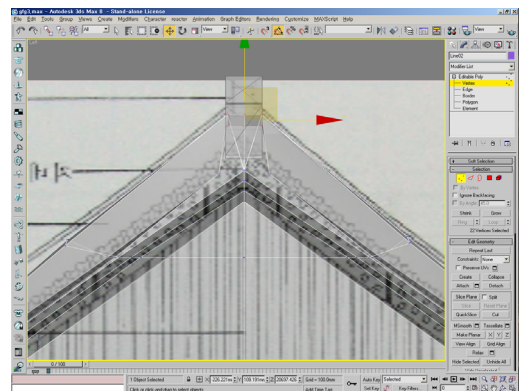 gfg3.max - Autodesk 3ds Max 8 - Stand-alone License
File Edit Tools Group Views Create Modifiers Character reactor Animation Graph Editors Rendering Customize MAXScript Help
All
View
View
Left
Line02
Modifier List
Editable Poly
Vertex
Edge
Border
Polygon
Element
Soft Selection
Selection
By Vertex
Ignore Backfacing
By Angle: 45.0
Shrink Grow
Ring Loop
22 Vertices Selected
Edit Geometry
Repeat Last
Constraints: None
Preserve UVs
Create Collapse
Attach Detach
Slice Plane Split
Slice Reset Plane
QuickSlice Cut
MSmooth Tessellate
Make Planar X Y Z
View Align Grid Align
Relax
Hide Selected Unhide All
0 / 100
1 Object Selected
Grid = 100.0mm
Auto Key Selected
Click or click-and-drag to select objects
Add Time Tag
Set Key Key Filters...